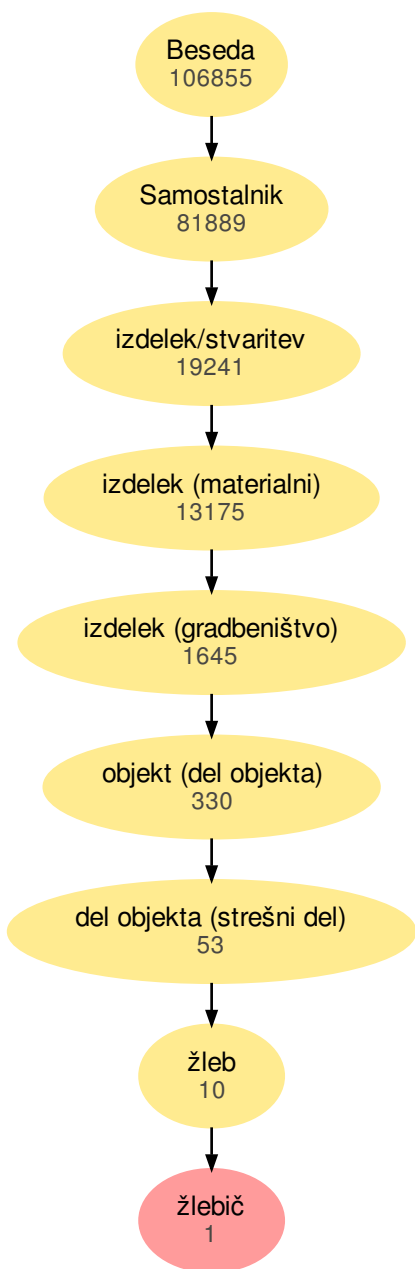 Beseda
106855
Samostalnik
81889
izdelek/stvaritev
19241
izdelek (materialni)
13175
izdelek (gradbeništvo)
1645
objekt (del objekta)
330
del objekta (strešni del)
53
žleb
10
žlebič
1